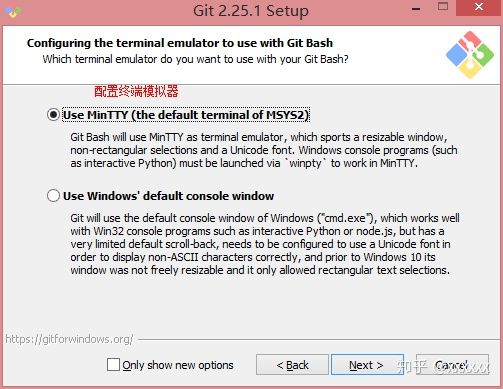 Git 2.25.1 Setup
Configuring the terminal emulator to use with Git Bash
Which terminal emulator do you want to use with your Git Bash?
配置终端模拟器
Use MinTTY (the default terminal of MSYS2)
Git Bash will use MinTTY as terminal emulator, which sports a resizable window,
non-rectangular selections and a Unicode font. Windows console programs (such
as interactive Python) must be launched via `winpty` to work in MinTTY.
Use Windows' default console window
Git will use the default console window of Windows ("cmd.exe"), which works well
with Win32 console programs such as interactive Python or node.js, but has a
very limited default scroll-back, needs to be configured to use a Unicode font in
order to display non-ASCII characters correctly, and prior to Windows 10 its
window was not freely resizable and it only allowed rectangular text selections.
https://gitforwindows.org/
Only show new options
< Back
Next >
Cancel
知乎